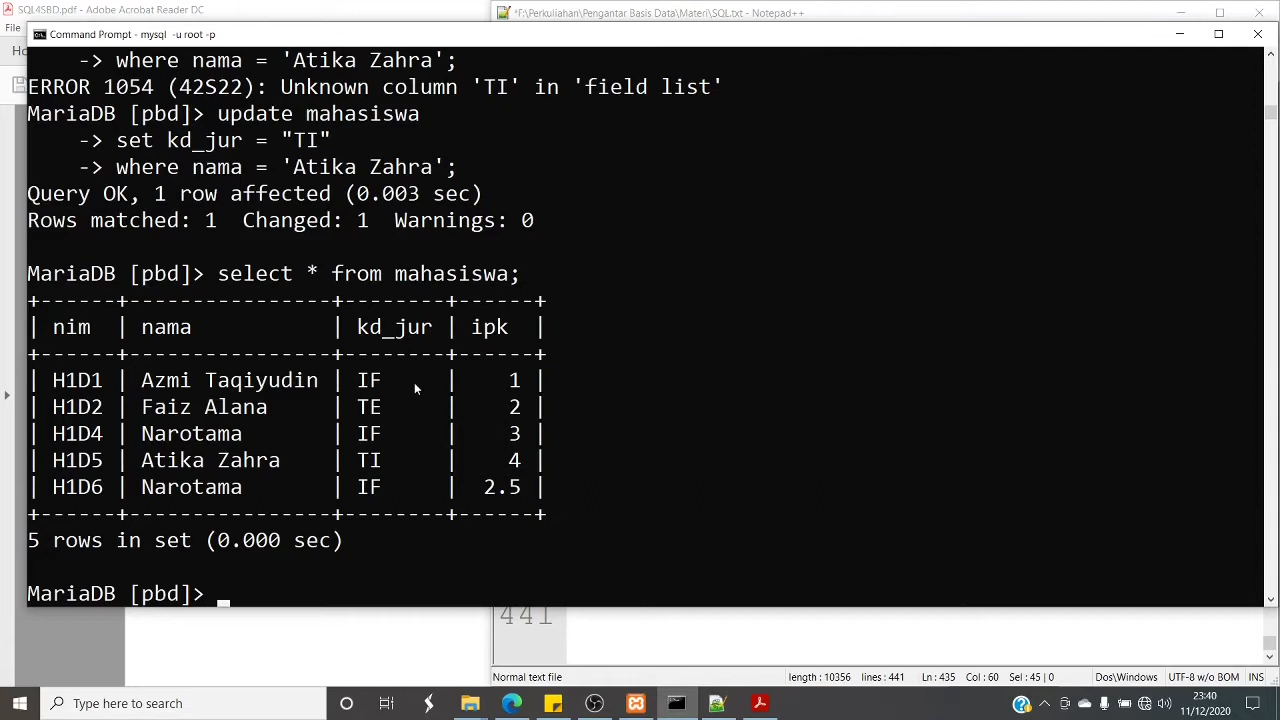 SQL4SBD.pdf - Adobe Acrobat Reader DC
*F:\Perkuliahan\Pengantar Basis Data\Materi\SQL.txt - Notepad++
File
Command Prompt - mysql -u root -p
Ho
-> where nama = 'Atika Zahra';
ERROR 1054 (42S22): Unknown column 'TI' in 'field list'
MariaDB [pbd]> update mahasiswa
-> set kd_jur = "TI"
-> where nama = 'Atika Zahra';
Query OK, 1 row affected (0.003 sec)
Rows matched: 1  Changed: 1  Warnings: 0
MariaDB [pbd]> select * from mahasiswa;
+------+----------------+--------+------+
| nim  | nama           | kd_jur | ipk  |
+------+----------------+--------+------+
| H1D1 | Azmi Taqiyudin | IF     |    1 |
| H1D2 | Faiz Alana     | TE     |    2 |
| H1D4 | Narotama       | IF     |    3 |
| H1D5 | Atika Zahra    | TI     |    4 |
| H1D6 | Narotama       | IF     |  2.5 |
+------+----------------+--------+------+
5 rows in set (0.000 sec)
MariaDB [pbd]>
441
Normal text file length : 10356 lines : 441 Ln : 435 Col : 60 Sel : 45 | 0 Dos\Windows UTF-8 w/o BOM INS
Type here to search
23:40
11/12/2020